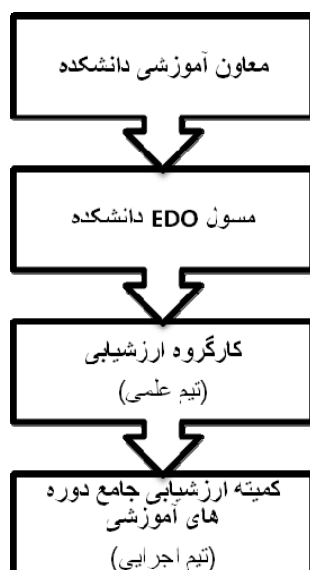 معاون آموزشی دانشکده
مسول EDO دانشکده
کارگروه ارزشیابی
(تیم علمی)
کمیته ارزشیابی جامع دوره
های آموزشی
(تیم اجرایی)